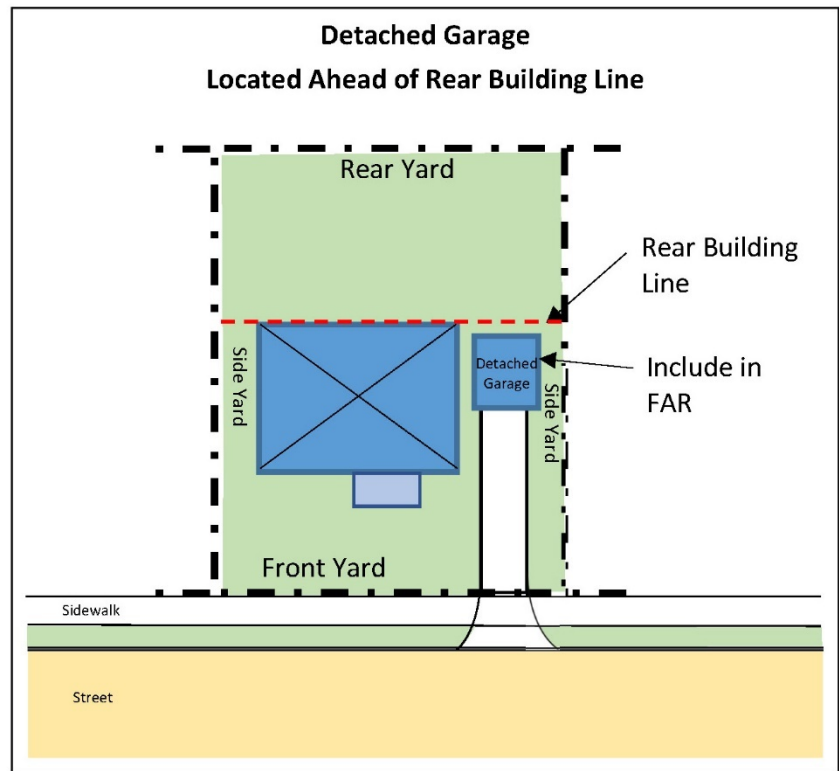 Detached Garage
Located Ahead of Rear Building Line
Rear Yard
Rear Building
Line
Side Yard
Detached
Garage
Side Yard
Include in
FAR
Front Yard
Sidewalk
Street